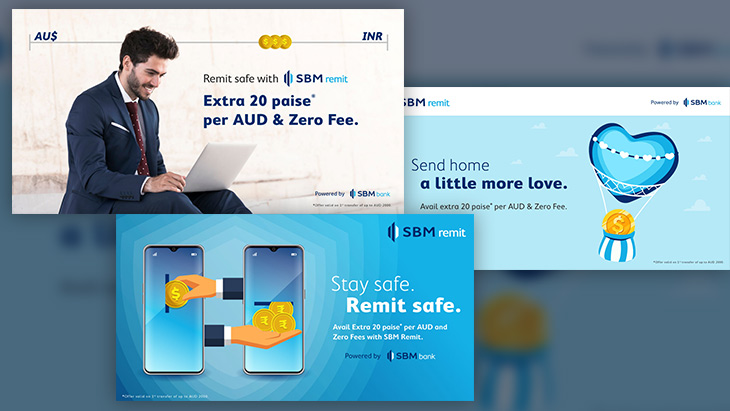 AU$
INR
Remit safe with SBM remit
Extra 20 paise*
per AUD & Zero Fee.
Powered by SBM bank
*Offer valid on 1st transfer of up to AUD 2000.
SBM remit
Powered by SBM bank
Send home
a little more love.
Avail extra 20 paise* per AUD & Zero Fee.
*Offer valid on 1st transfer of up to AUD 2000.
SBM remit
Stay safe.
Remit safe.
Avail Extra 20 paise* per AUD and
Zero Fees with SBM Remit.
Powered by SBM bank
*Offer valid on 1st transfer of up to AUD 2000.